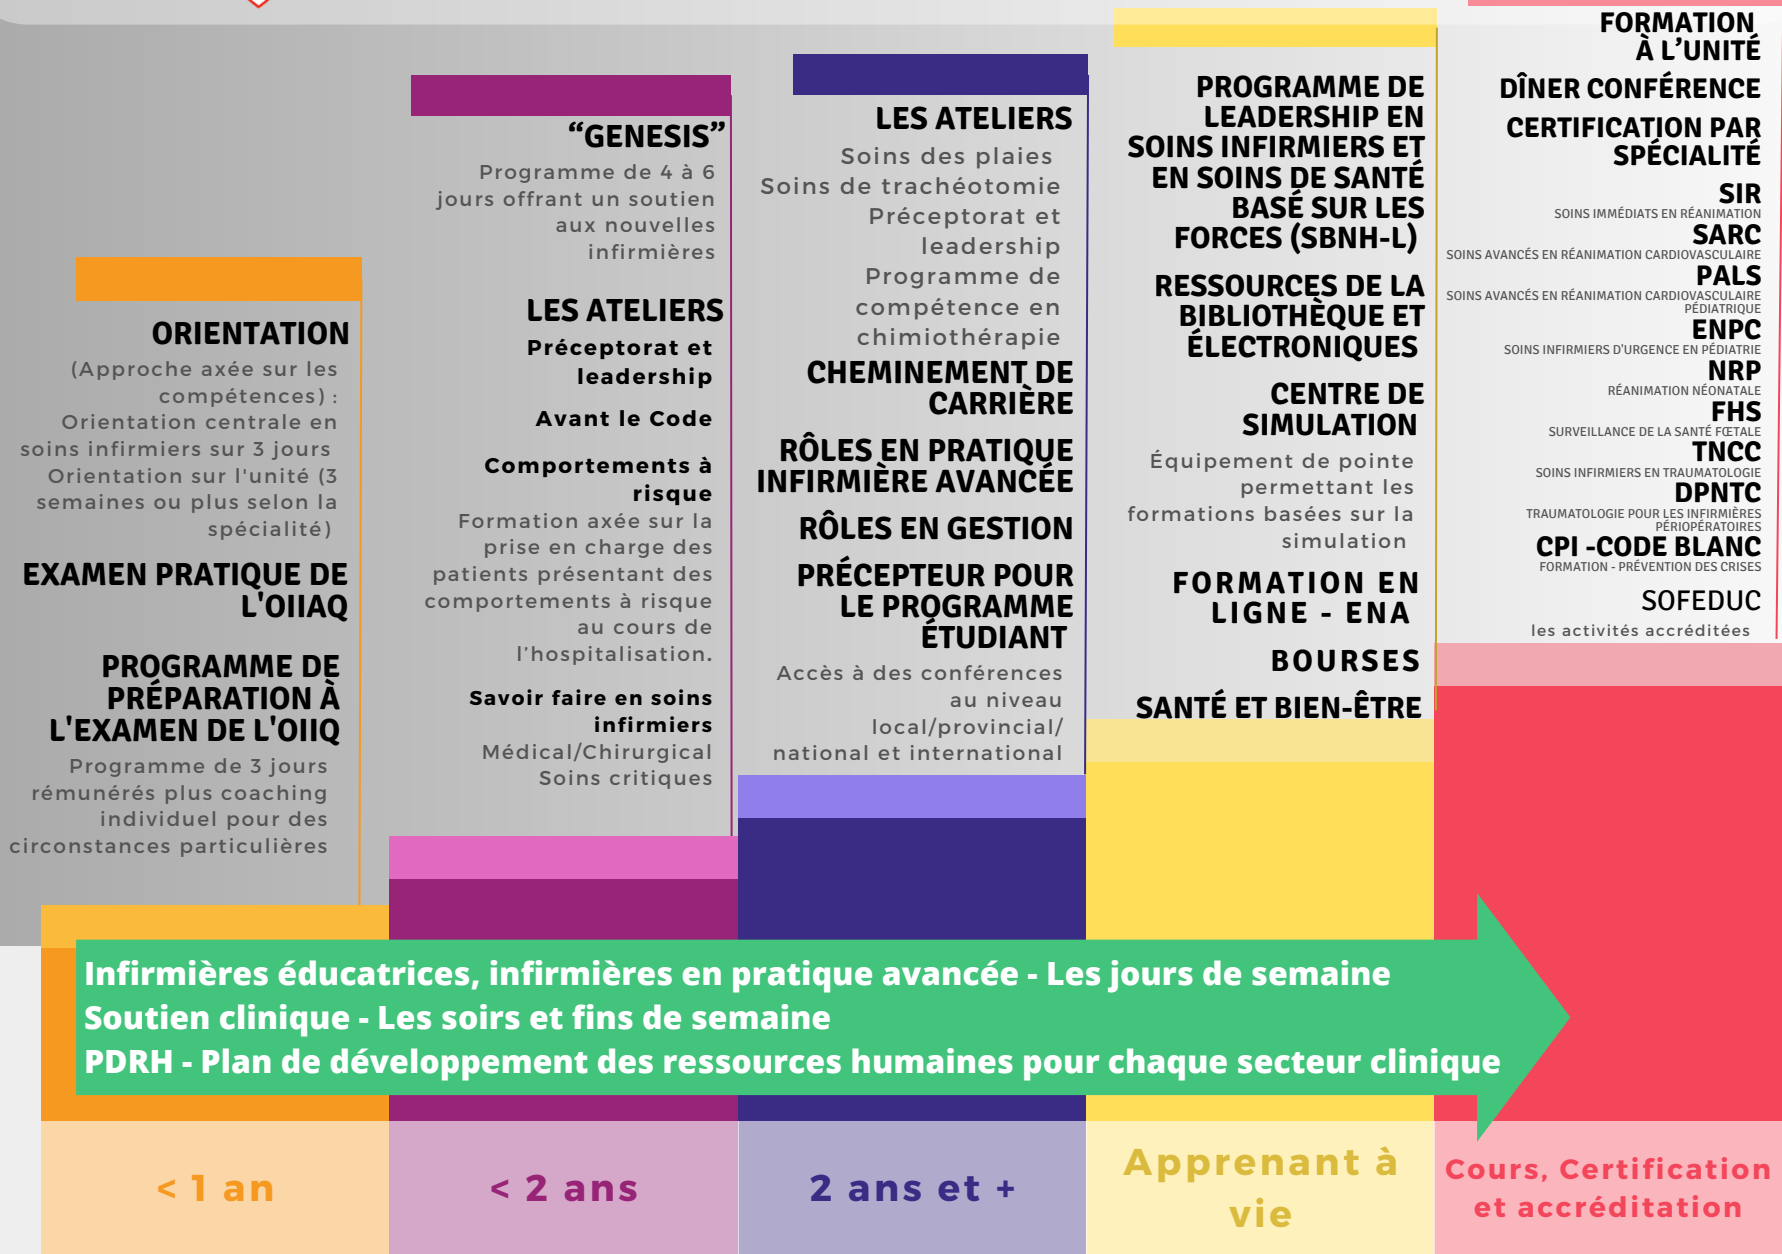 ORIENTATION
(Approche axée sur les
compétences) :
Orientation centrale en
soins infirmiers sur 3 jours
Orientation sur l'unité (3
semaines ou plus selon la
spécialité)
EXAMEN PRATIQUE DE
L'OIIAQ
PROGRAMME DE
PRÉPARATION À
L'EXAMEN DE L'OIIQ
Programme de 3 jours
rémunérés plus coaching
individuel pour des
circonstances particulières
“GENESIS”
Programme de 4 à 6
jours offrant un soutien
aux nouvelles
infirmières
LES ATELIERS
Préceptorat et
leadership
Avant le Code
Comportements à
risque
Formation axée sur la
prise en charge des
patients présentant des
comportements à risque
au cours de
l’hospitalisation.
Savoir faire en soins
infirmiers
Médical/Chirurgical
Soins critiques
LES ATELIERS
Soins des plaies
Soins de trachéotomie
Préceptorat et
leadership
Programme de
compétence en
chimiothérapie
CHEMINEMENT DE
CARRIÈRE
RÔLES EN PRATIQUE
INFIRMIÈRE AVANCÉE
RÔLES EN GESTION
PRÉCEPTEUR POUR
LE PROGRAMME
ÉTUDIANT
Accès à des conférences
au niveau
local/provincial/
national et international
PROGRAMME DE
LEADERSHIP EN
SOINS INFIRMIERS ET
EN SOINS DE SANTÉ
BASÉ SUR LES
FORCES (SBNH-L)
RESSOURCES DE LA
BIBLIOTHÈQUE ET
ÉLECTRONIQUES
CENTRE DE
SIMULATION
Équipement de pointe
permettant les
formations basées sur la
simulation
FORMATION EN
LIGNE - ENA
BOURSES
SANTÉ ET BIEN-ÊTRE
FORMATION
À L’UNITÉ
DÎNER CONFÉRENCE
CERTIFICATION PAR
SPÉCIALITÉ
SIR
SOINS IMMÉDIATS EN RÉANIMATION
SARC
SOINS AVANCÉS EN RÉANIMATION CARDIOVASCULAIRE
PALS
SOINS AVANCÉS EN RÉANIMATION CARDIOVASCULAIRE
PÉDIATRIQUE
ENPC
SOINS INFIRMIERS D'URGENCE EN PÉDIATRIE
NRP
RÉANIMATION NÉONATALE
FHS
SURVEILLANCE DE LA SANTÉ FŒTALE
TNCC
SOINS INFIRMIERS EN TRAUMATOLOGIE
DPNTC
TRAUMATOLOGIE POUR LES INFIRMIÈRES
PÉRIOPÉRATOIRES
CPI -CODE BLANC
FORMATION - PRÉVENTION DES CRISES
SOFEDUC
les activités accréditées
Infirmières éducatrices, infirmières en pratique avancée - Les jours de semaine
Soutien clinique - Les soirs et fins de semaine
PDRH - Plan de développement des ressources humaines pour chaque secteur clinique
< 1 an
< 2 ans
2 ans et +
Apprenant à
vie
Cours, Certification
et accréditation